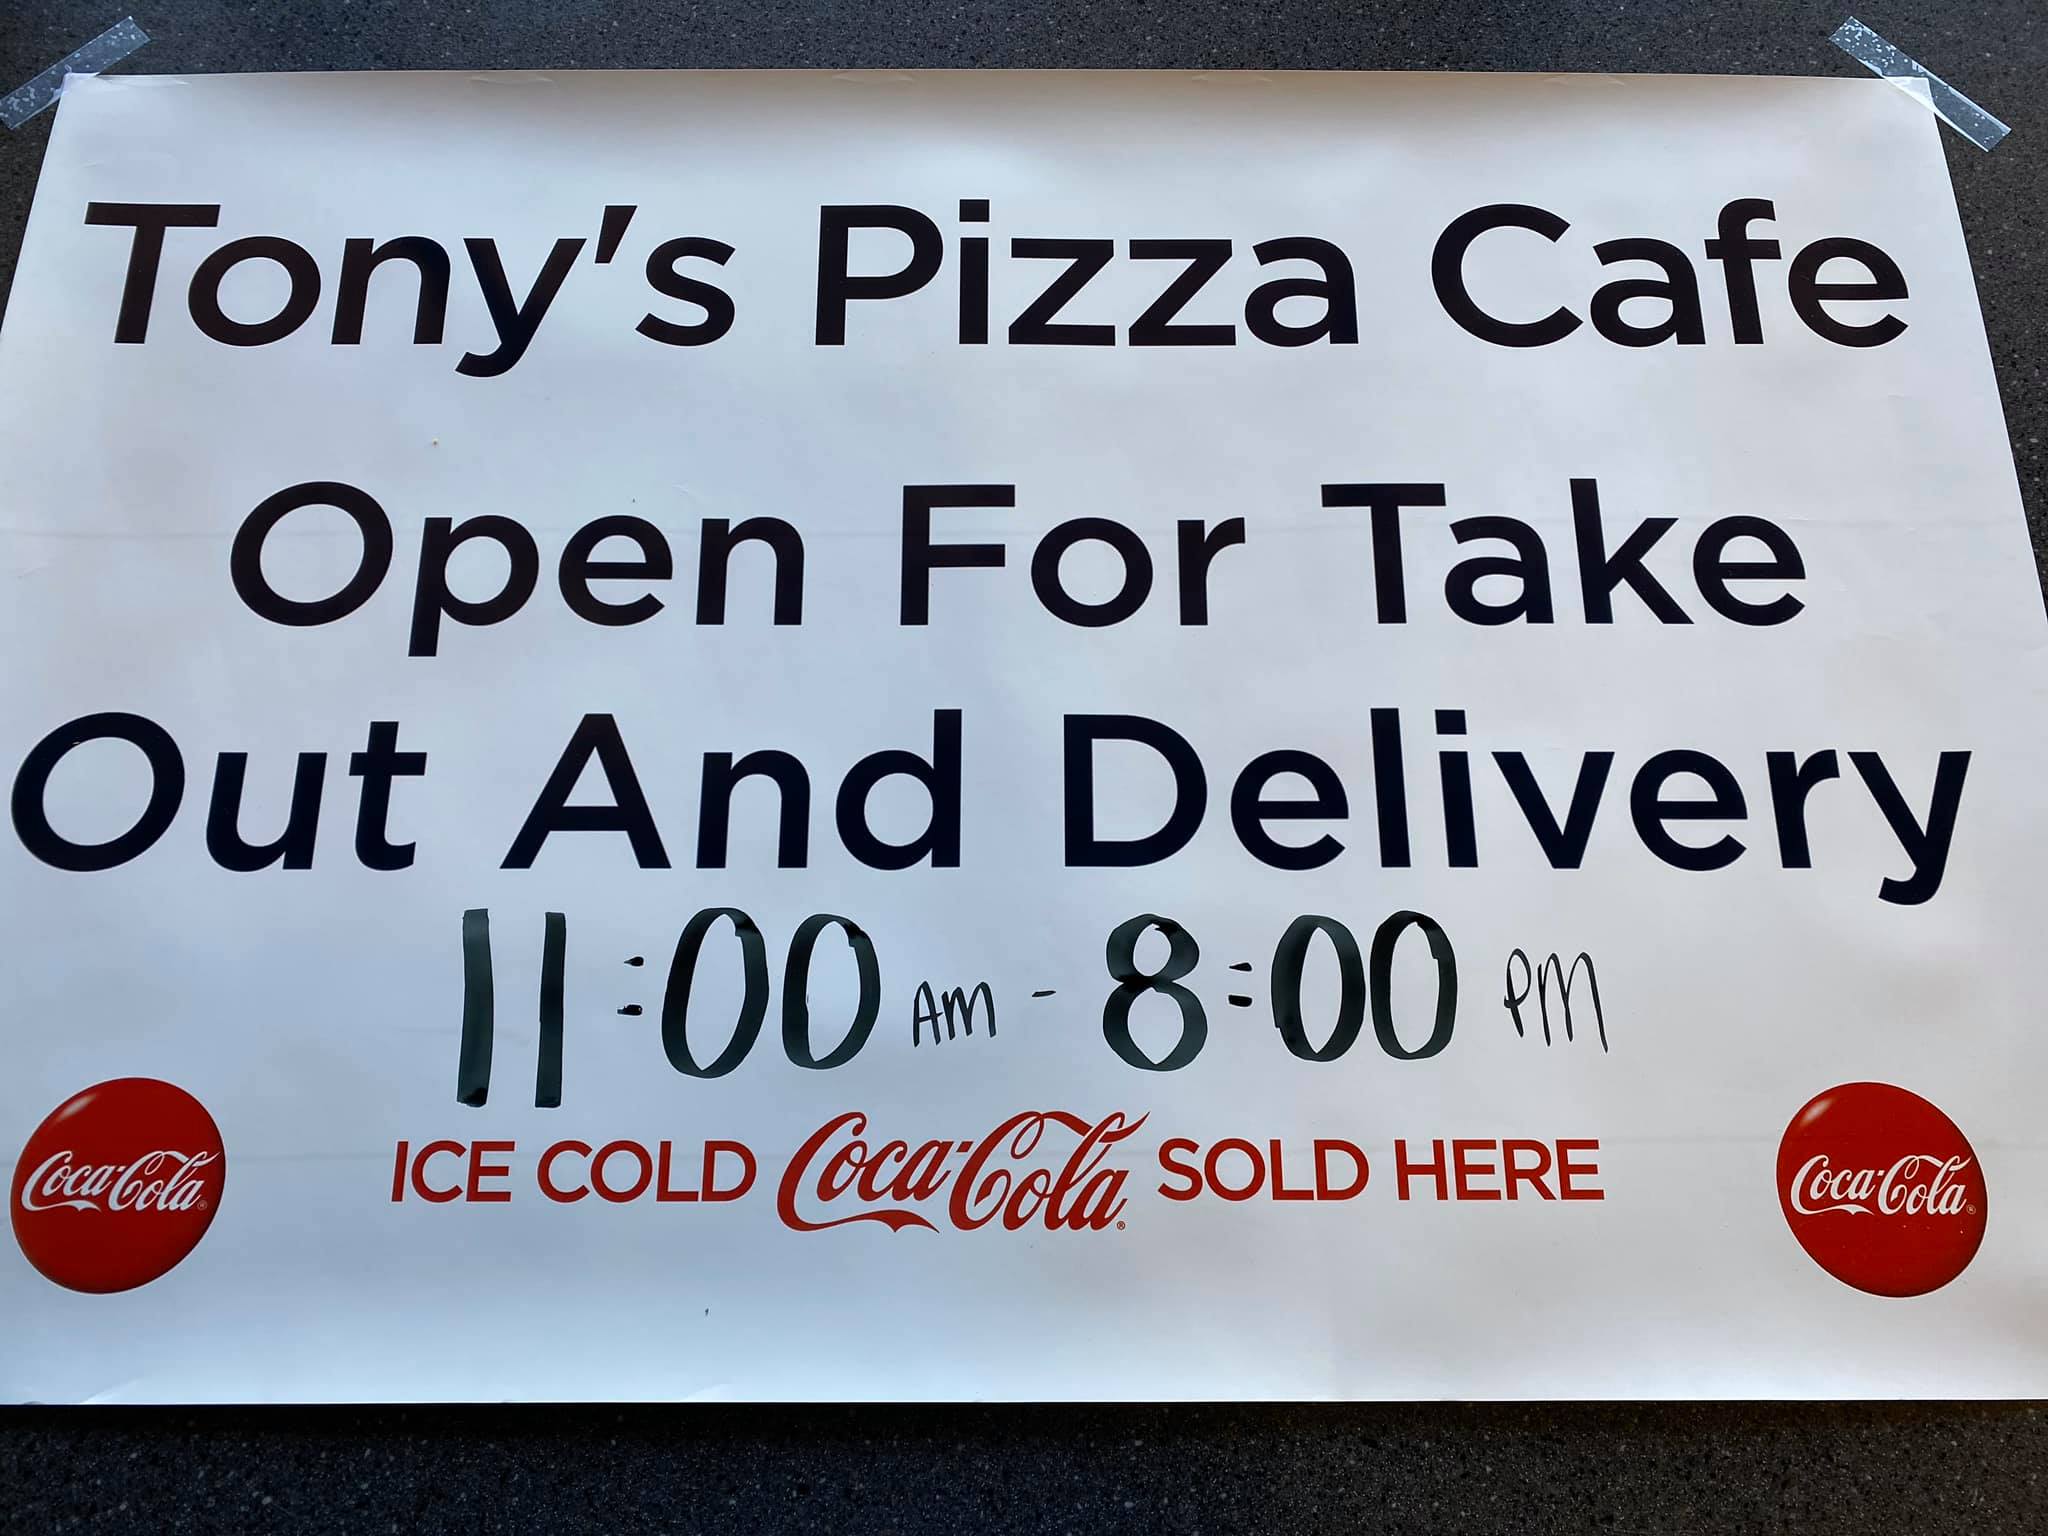 Tony's Pizza Cafe
Open For Take
Out And Delivery
11:00 AM - 8:00 PM
ICE COLD Coca-Cola® SOLD HERE
Coca-Cola®
Coca-Cola®